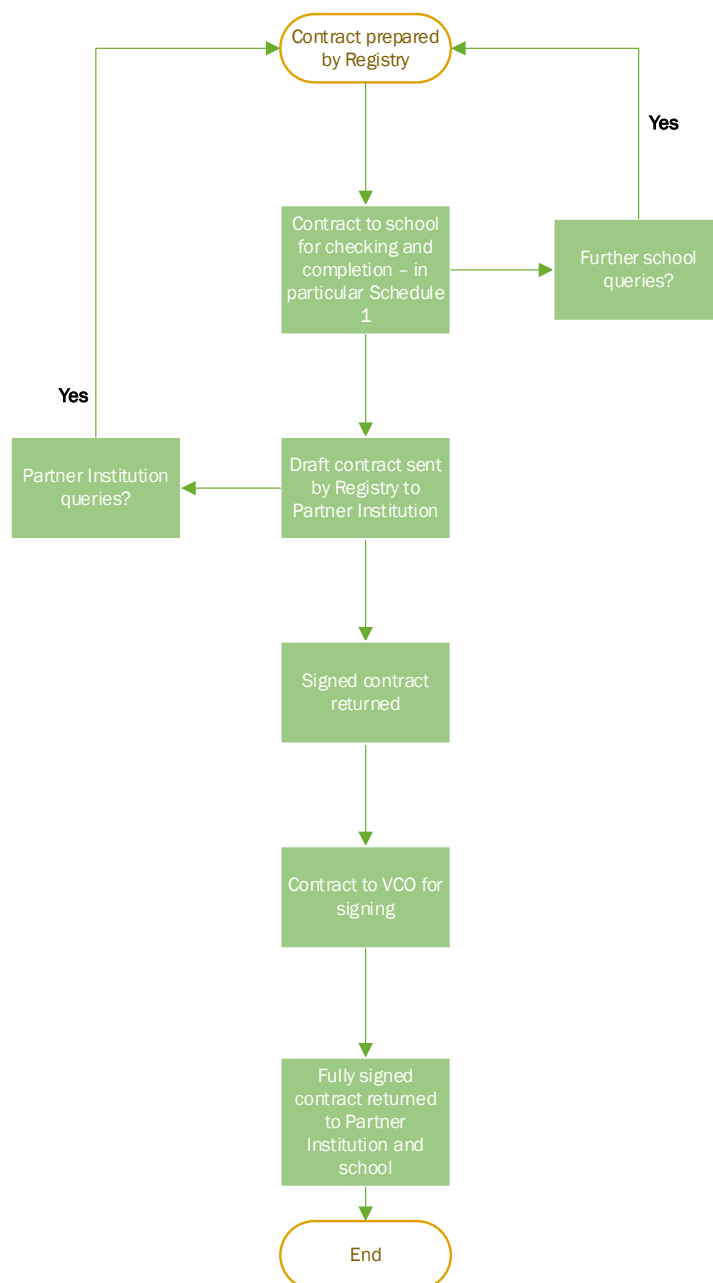 Contract prepared
by Registry
Yes
Contract to school
for checking and
completion – in
particular Schedule
1
Further school
queries?
Yes
Partner Institution
queries?
Draft contract sent
by Registry to
Partner Institution
Signed contract
returned
Contract to VCO for
signing
Fully signed
contract returned
to Partner
Institution and
school
End